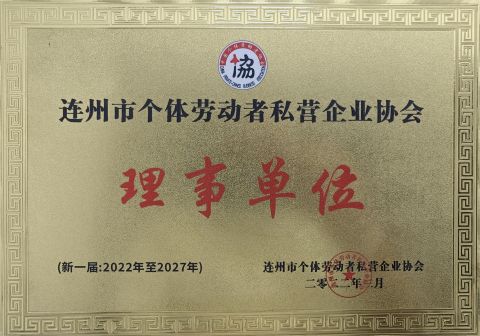 協
连州市个体劳动者私营企业协会
理事单位
(新一届:2022年至2027年)
连州市个体劳动者私营企业协会
二〇二二年 月